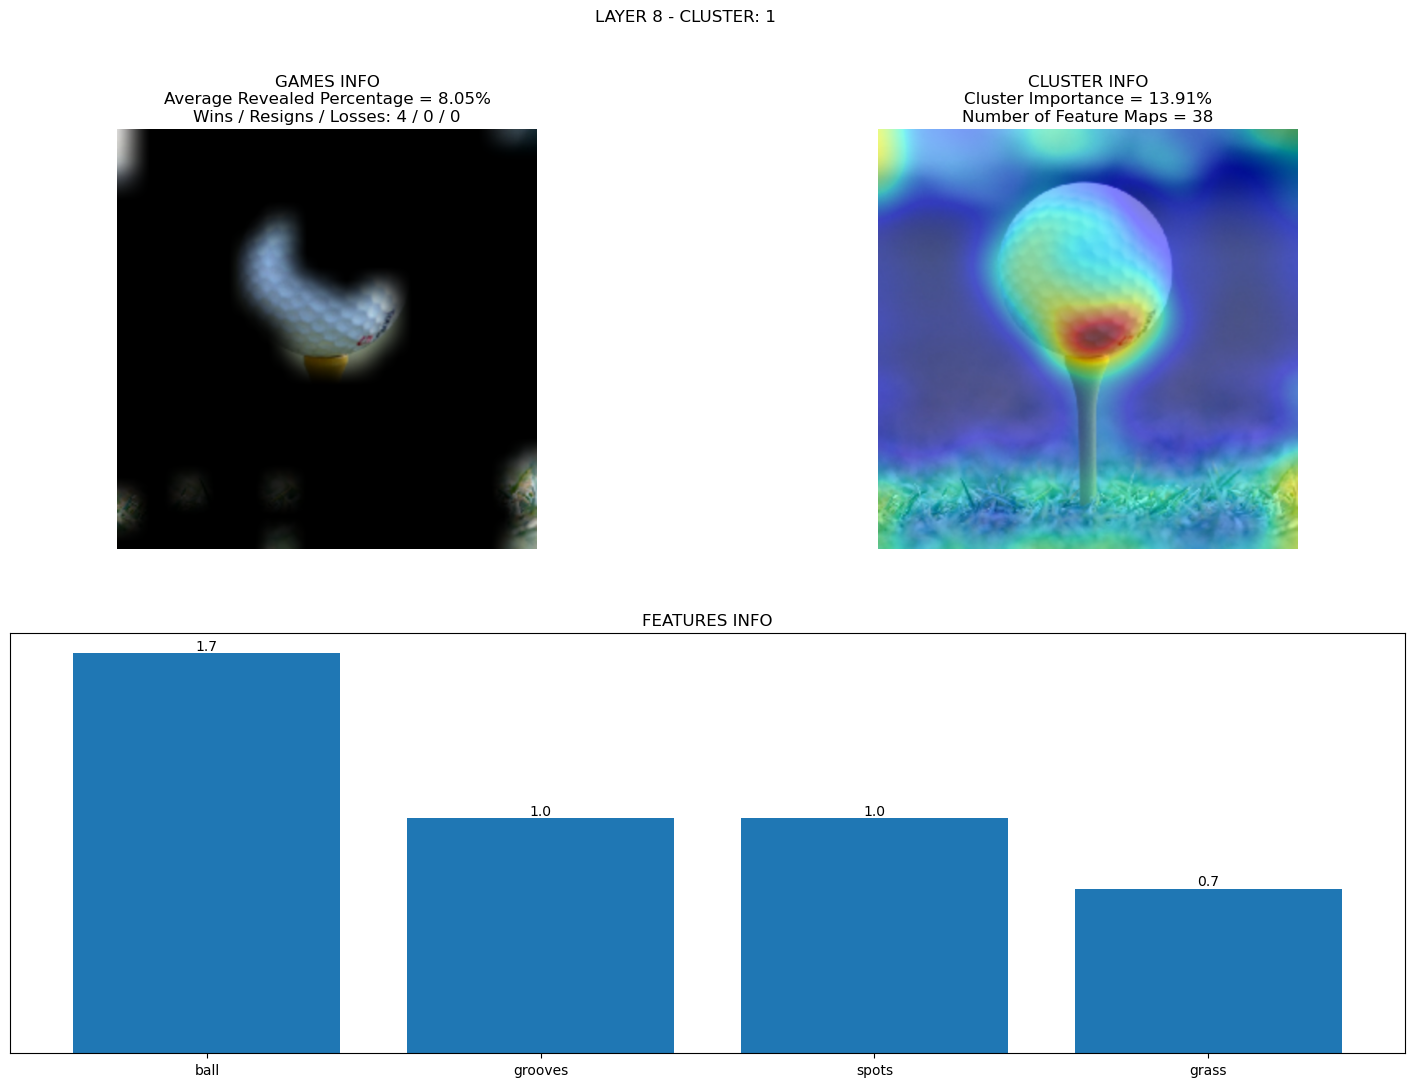 LAYER 8 - CLUSTER: 1
GAMES INFO
Average Revealed Percentage = 8.05%
Wins / Resigns / Losses: 4 / 0 / 0
CLUSTER INFO
Cluster Importance = 13.91%
Number of Feature Maps = 38
FEATURES INFO
1.7
1.0
1.0
0.7
ball
grooves
spots
grass